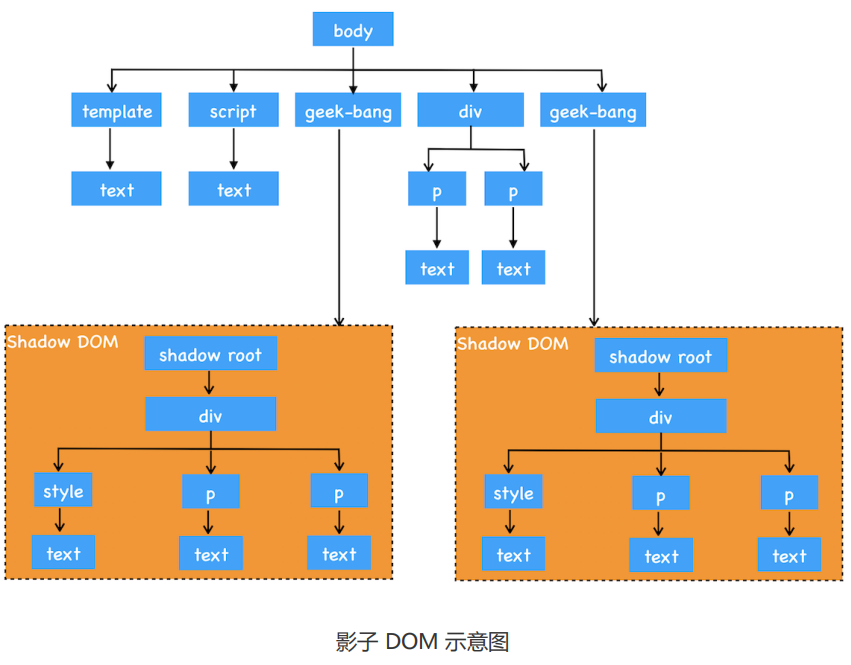 body
template
script
geek-bang
div
geek-bang
text
text
p
p
text
text
Shadow DOM
shadow root
div
style
p
p
text
text
text
Shadow DOM
shadow root
div
style
p
p
text
text
text
影子 DOM 示意图